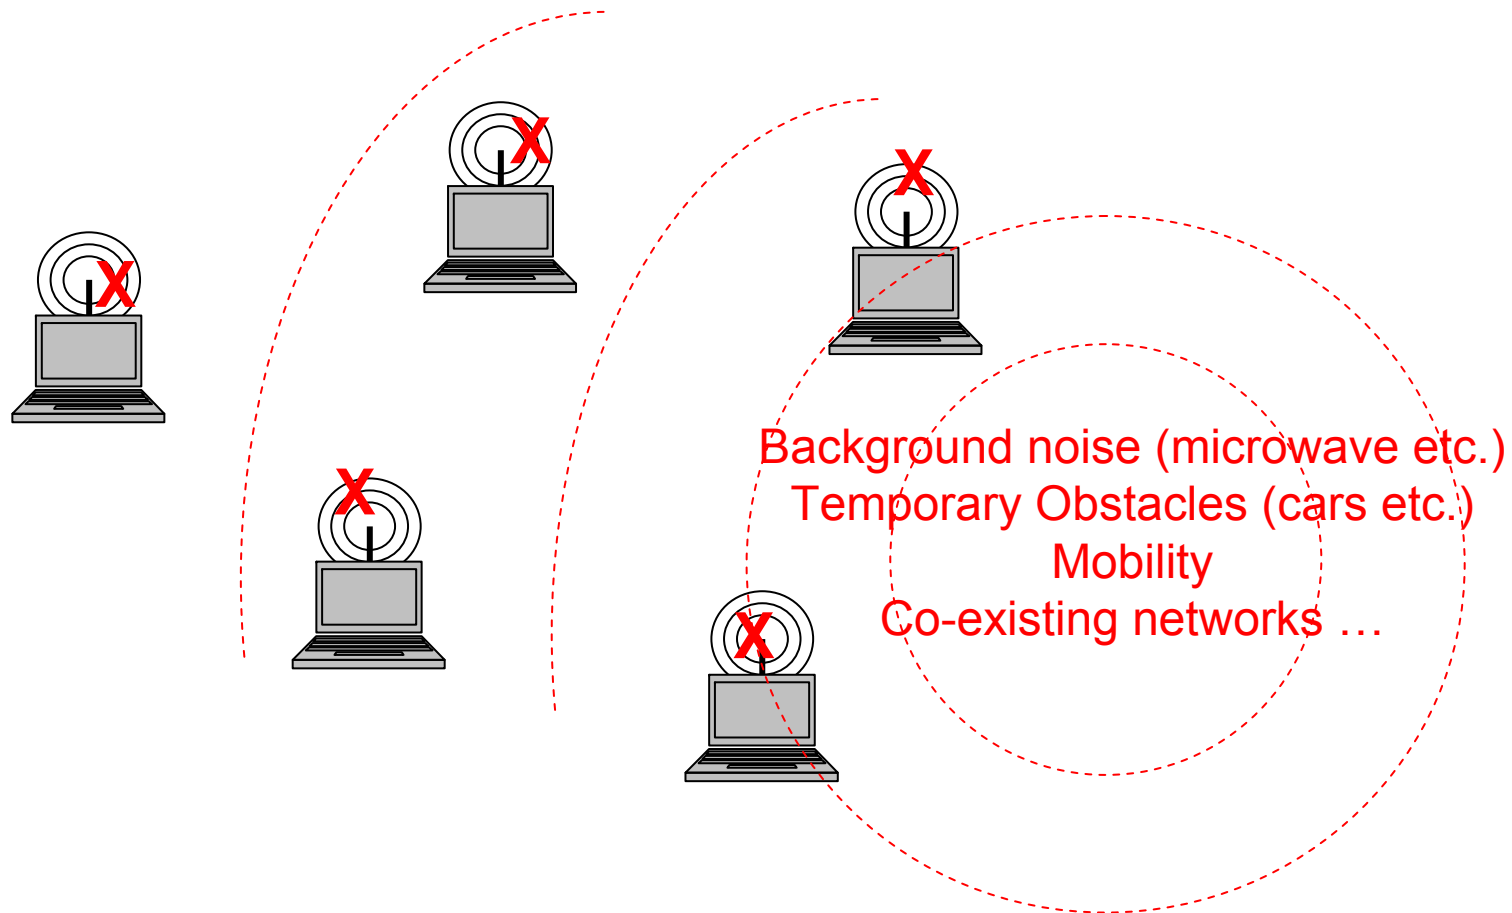 X
X
X
Background noise (microwave etc.)
X
Temporary Obstacles (cars etc.)
Mobility
Co-existing networks …
X